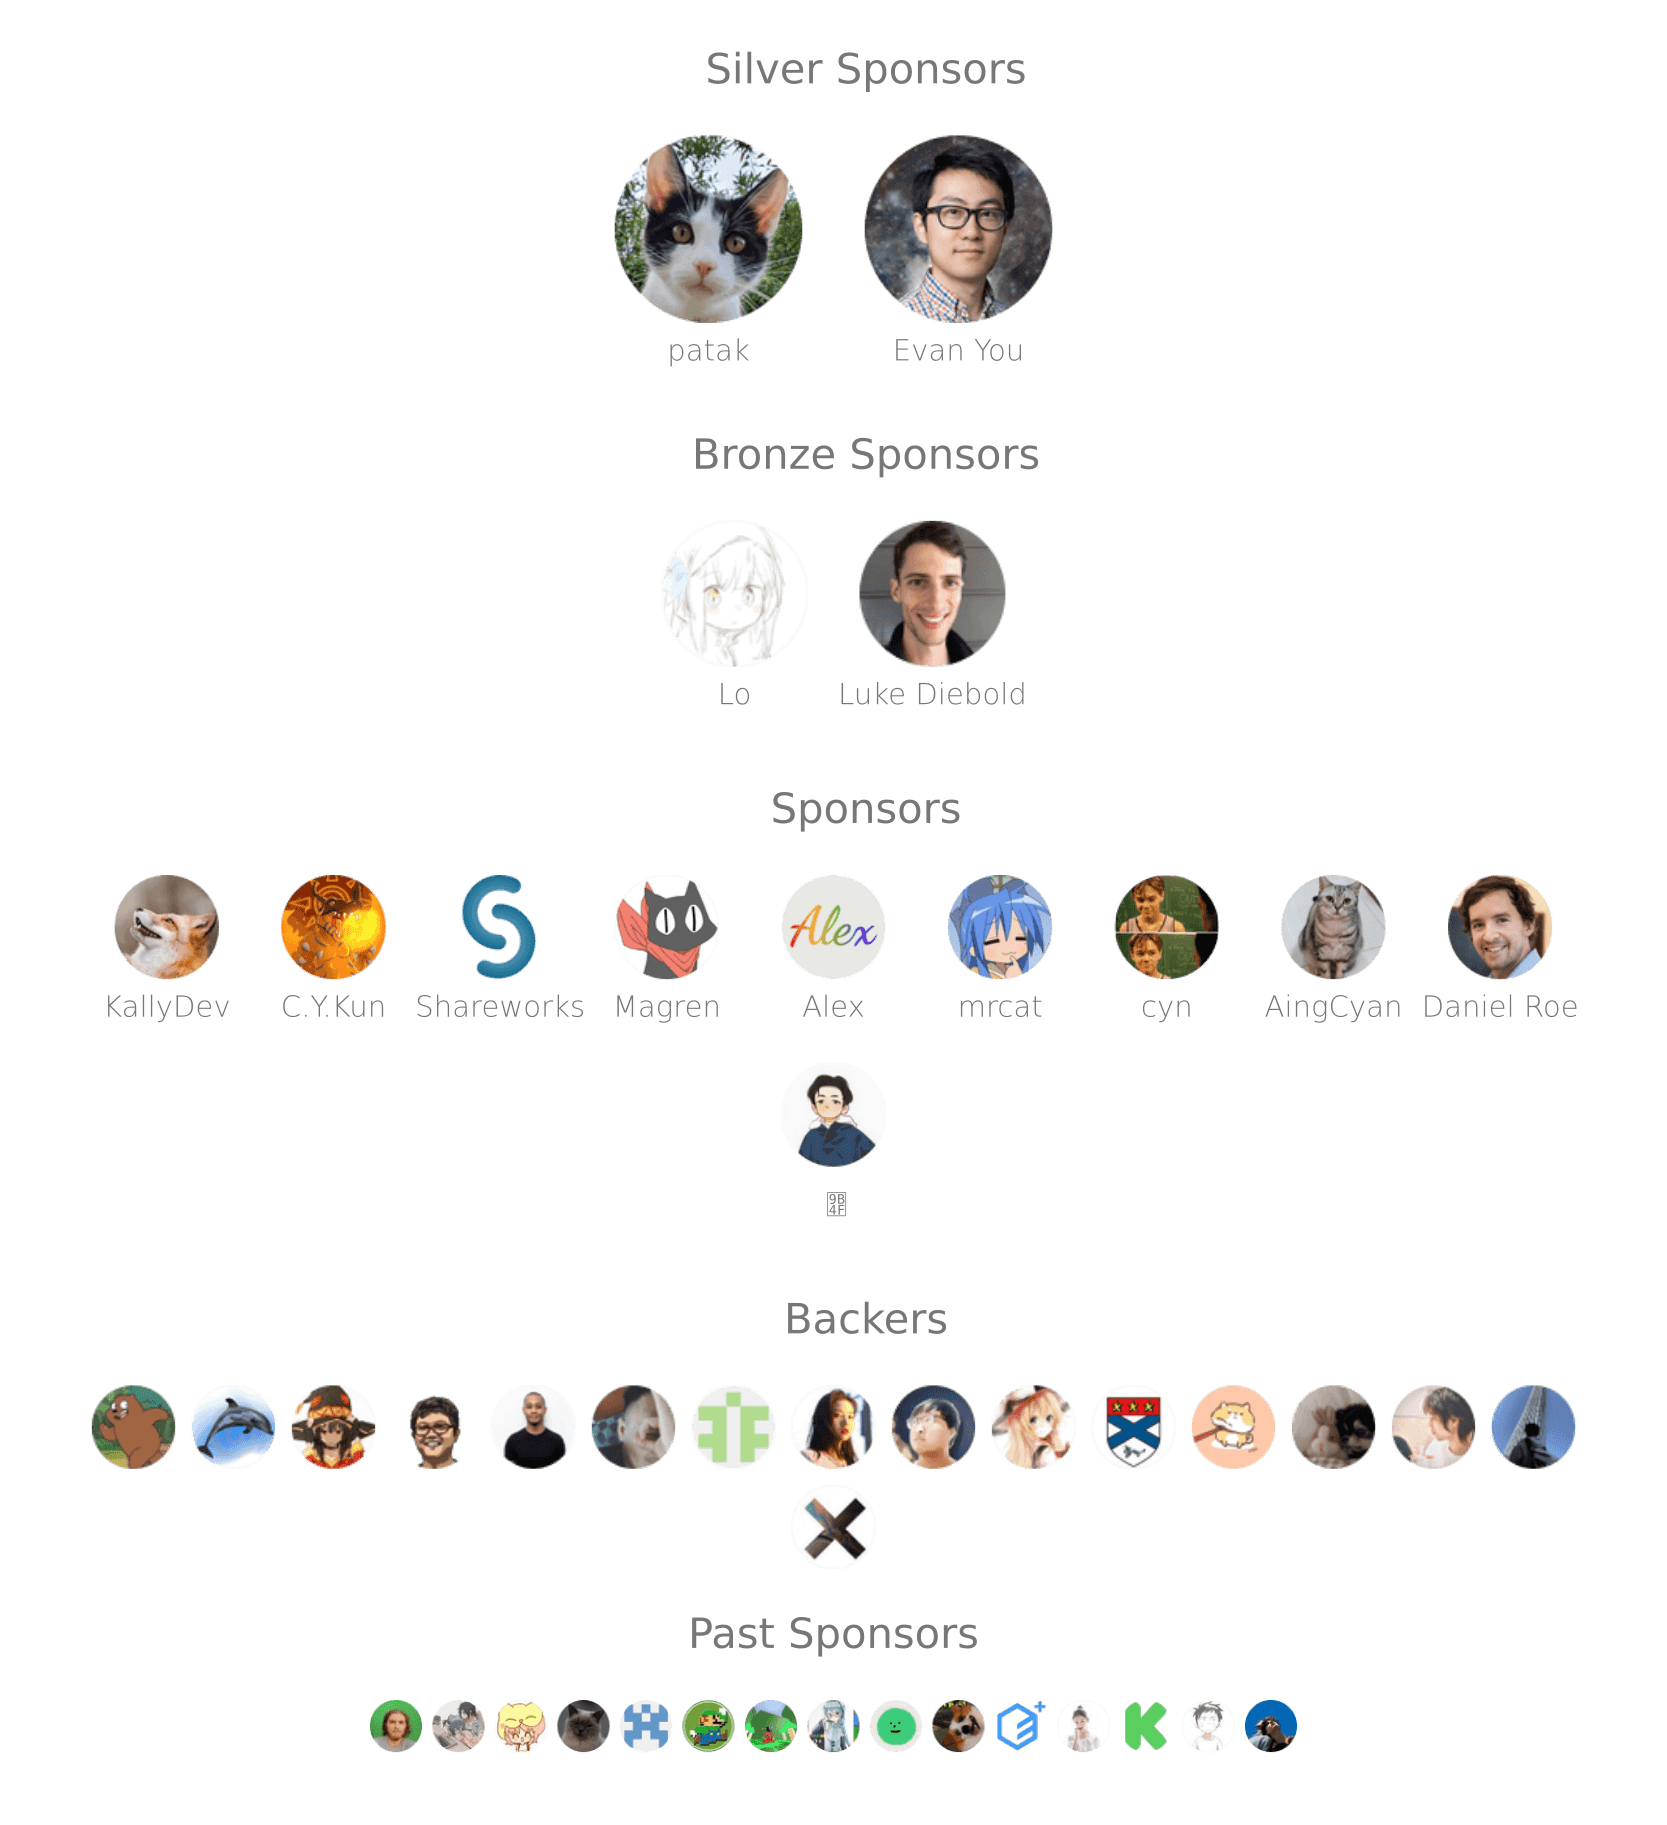 Silver Sponsors
patak
Evan You
Bronze Sponsors
Lo
Luke Diebold
Sponsors
Alex
KallyDev
C.Y.Kun
Shareworks
Magren
Alex
mrcat
cyn
AingCyan
Daniel Roe
Backers
Past Sponsors